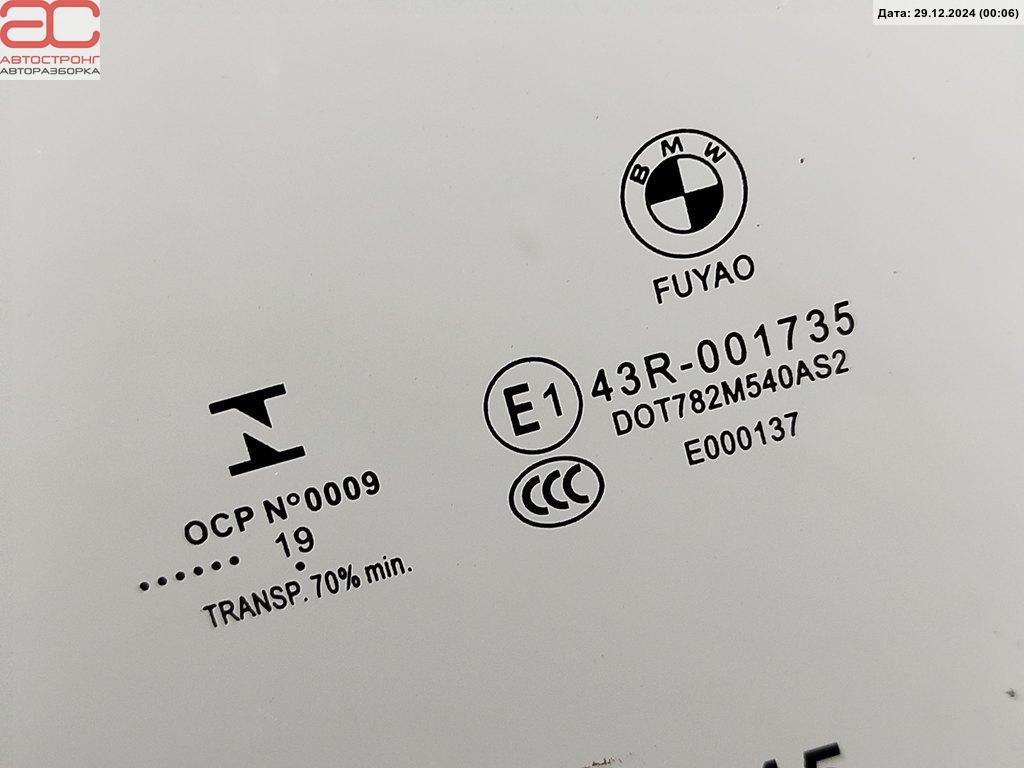 АС
АВТОСТРОНГ
АВТОРАЗБОРКА
Дата: 29.12.2024 (00:06)
BMW
FUYAO
E1 43R-001735
DOT782M540AS2
E000137
CCC
OCP N°0009
...... 19
.
TRANSP. 70% min.